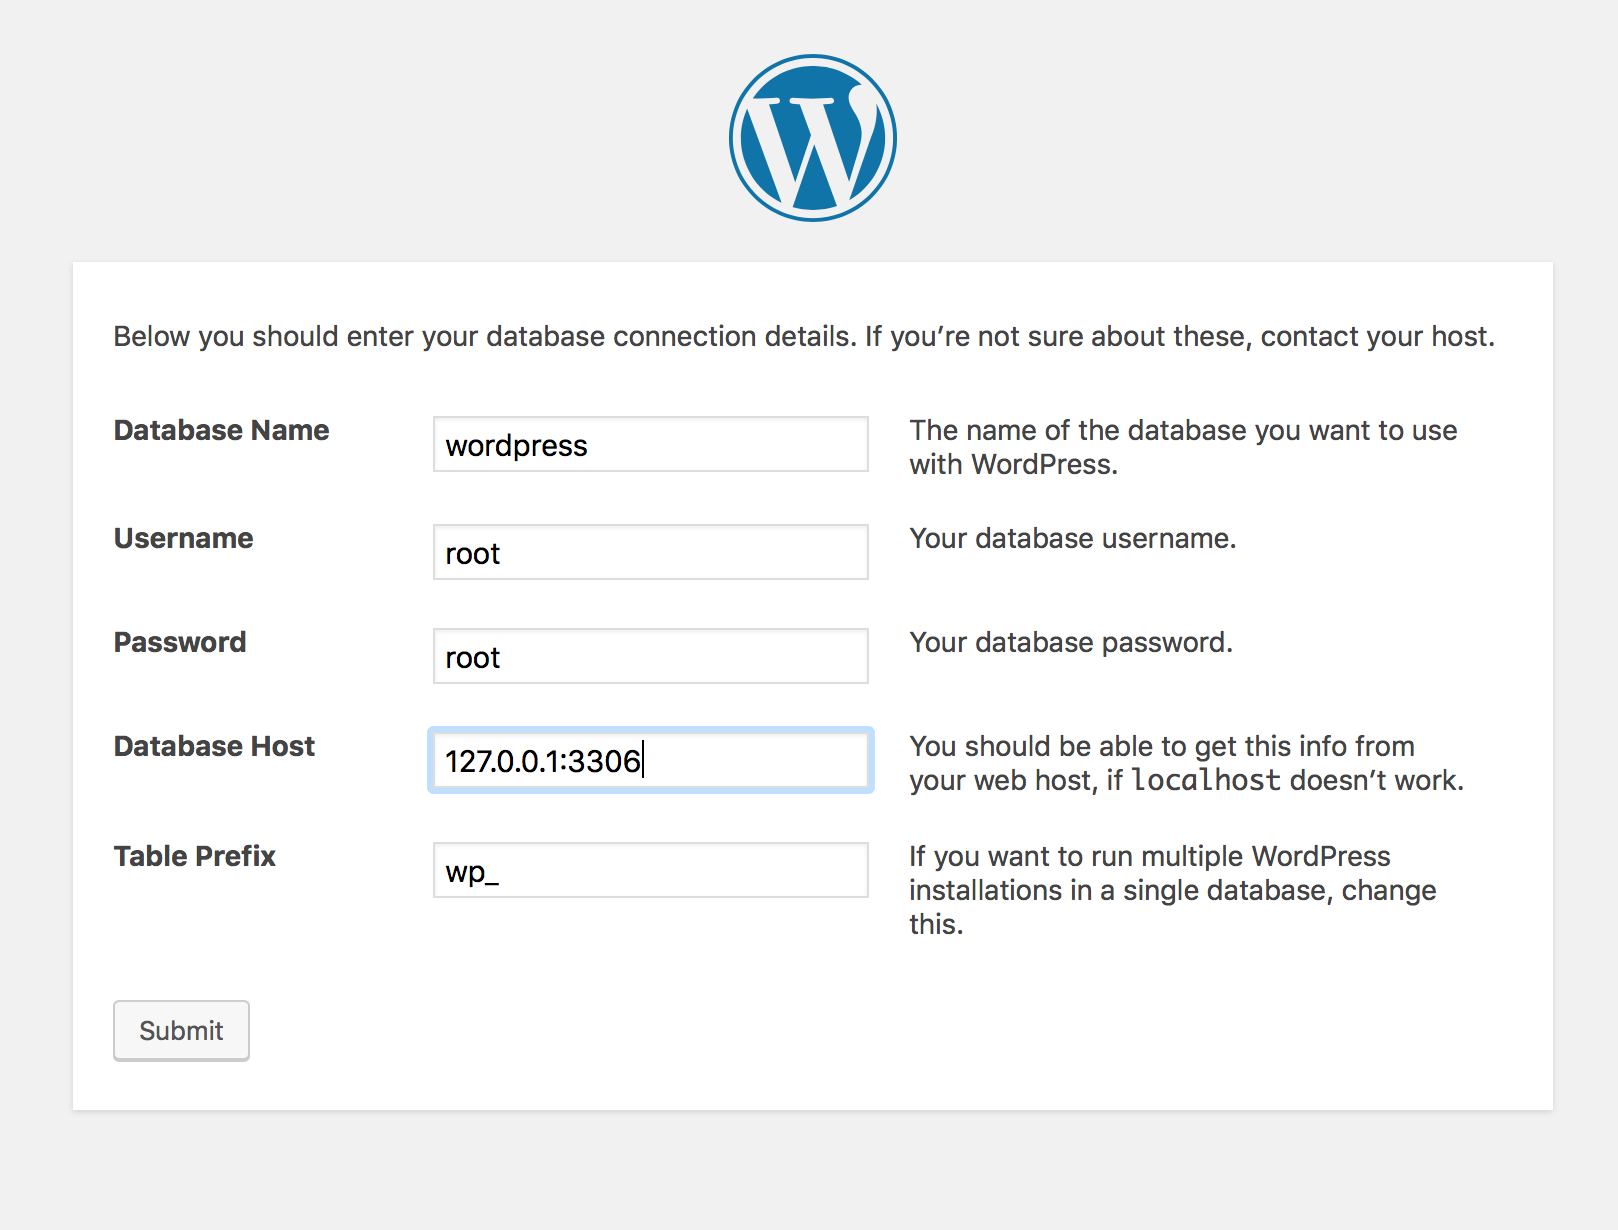 Below you should enter your database connection details. If you’re not sure about these, contact your host.
Database Name
wordpress
The name of the database you want to use
with WordPress.
Username
root
Your database username.
Password
root
Your database password.
Database Host
127.0.0.1:3306
You should be able to get this info from
your web host, if localhost doesn’t work.
Table Prefix
wp_
If you want to run multiple WordPress
installations in a single database, change
this.
Submit